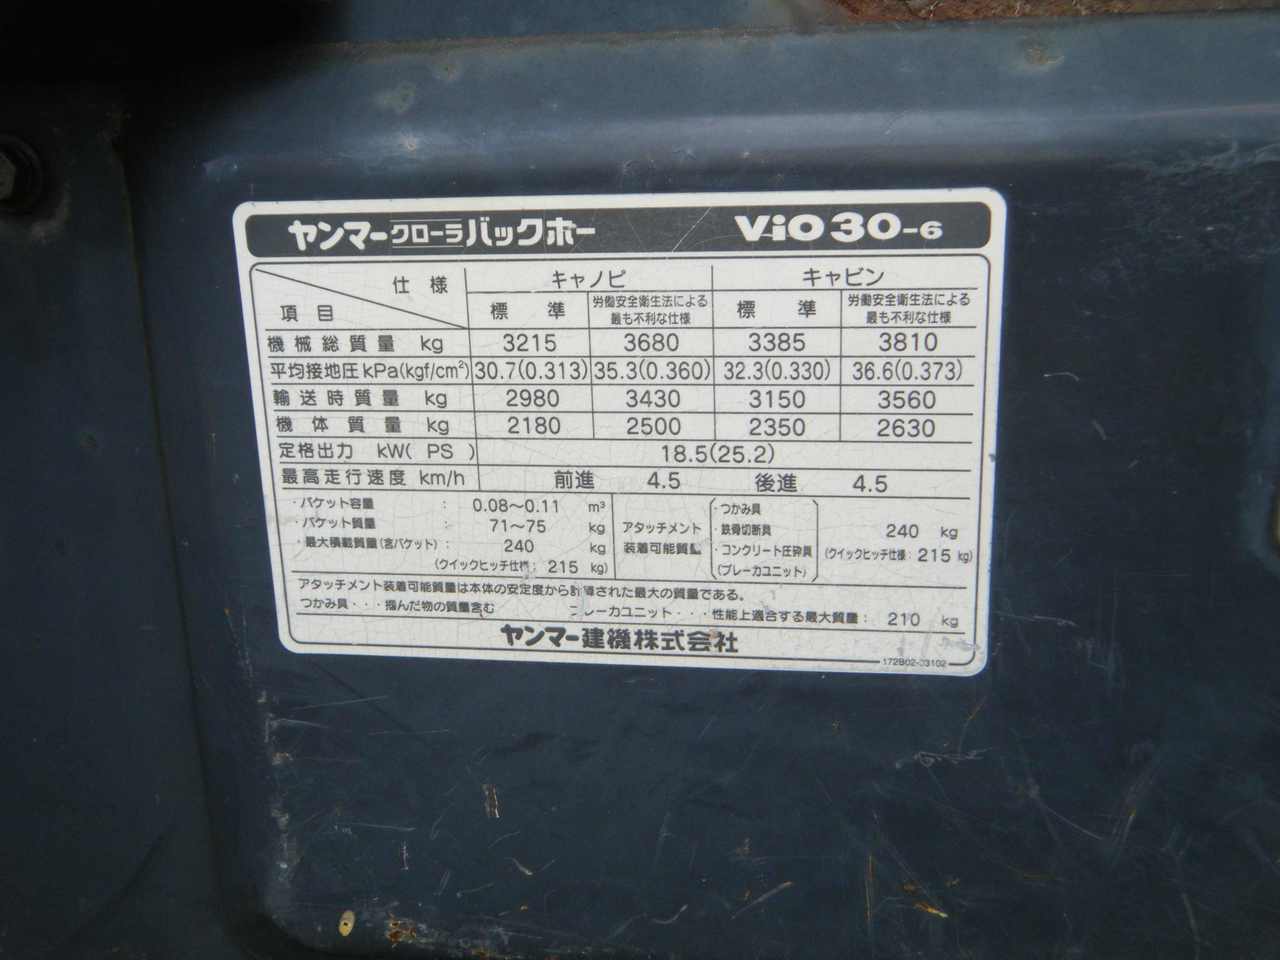 ヤンマークローラバックホー ViO30-6
仕様 キャノピ キャビン
項目 標準 労働安全衛生法による最も不利な仕様 標準 労働安全衛生法による最も不利な仕様
機械総質量 kg 3215 3680 3385 3810
平均接地圧 kPa(kgf/cm²) 30.7(0.313) 35.3(0.360) 32.3(0.330) 36.6(0.373)
輸送時質量 kg 2980 3430 3150 3560
機体質量 kg 2180 2500 2350 2630
定格出力 kW(PS) 18.5(25.2)
最高走行速度 km/h 前進 4.5 後進 4.5
・バケット容量 : 0.08〜0.11 m³
・バケット質量 : 71〜75 kg
・最大積載質量(含バケット) : 240 kg
(クイックヒッチ仕様 : 215 kg)
アタッチメント
装着可能質量
・つかみ具
・鉄骨切断具
・コンクリート圧砕具
(ブレーカユニット)
240 kg
(クイックヒッチ仕様 : 215 kg)
アタッチメント装着可能質量は本体の安定度から計算された最大の質量である。
つかみ具・・・掴んだ物の質量含む ブレーカユニット・・・性能上適合する最大質量 : 210 kg
ヤンマー建機株式会社
172B02-03102